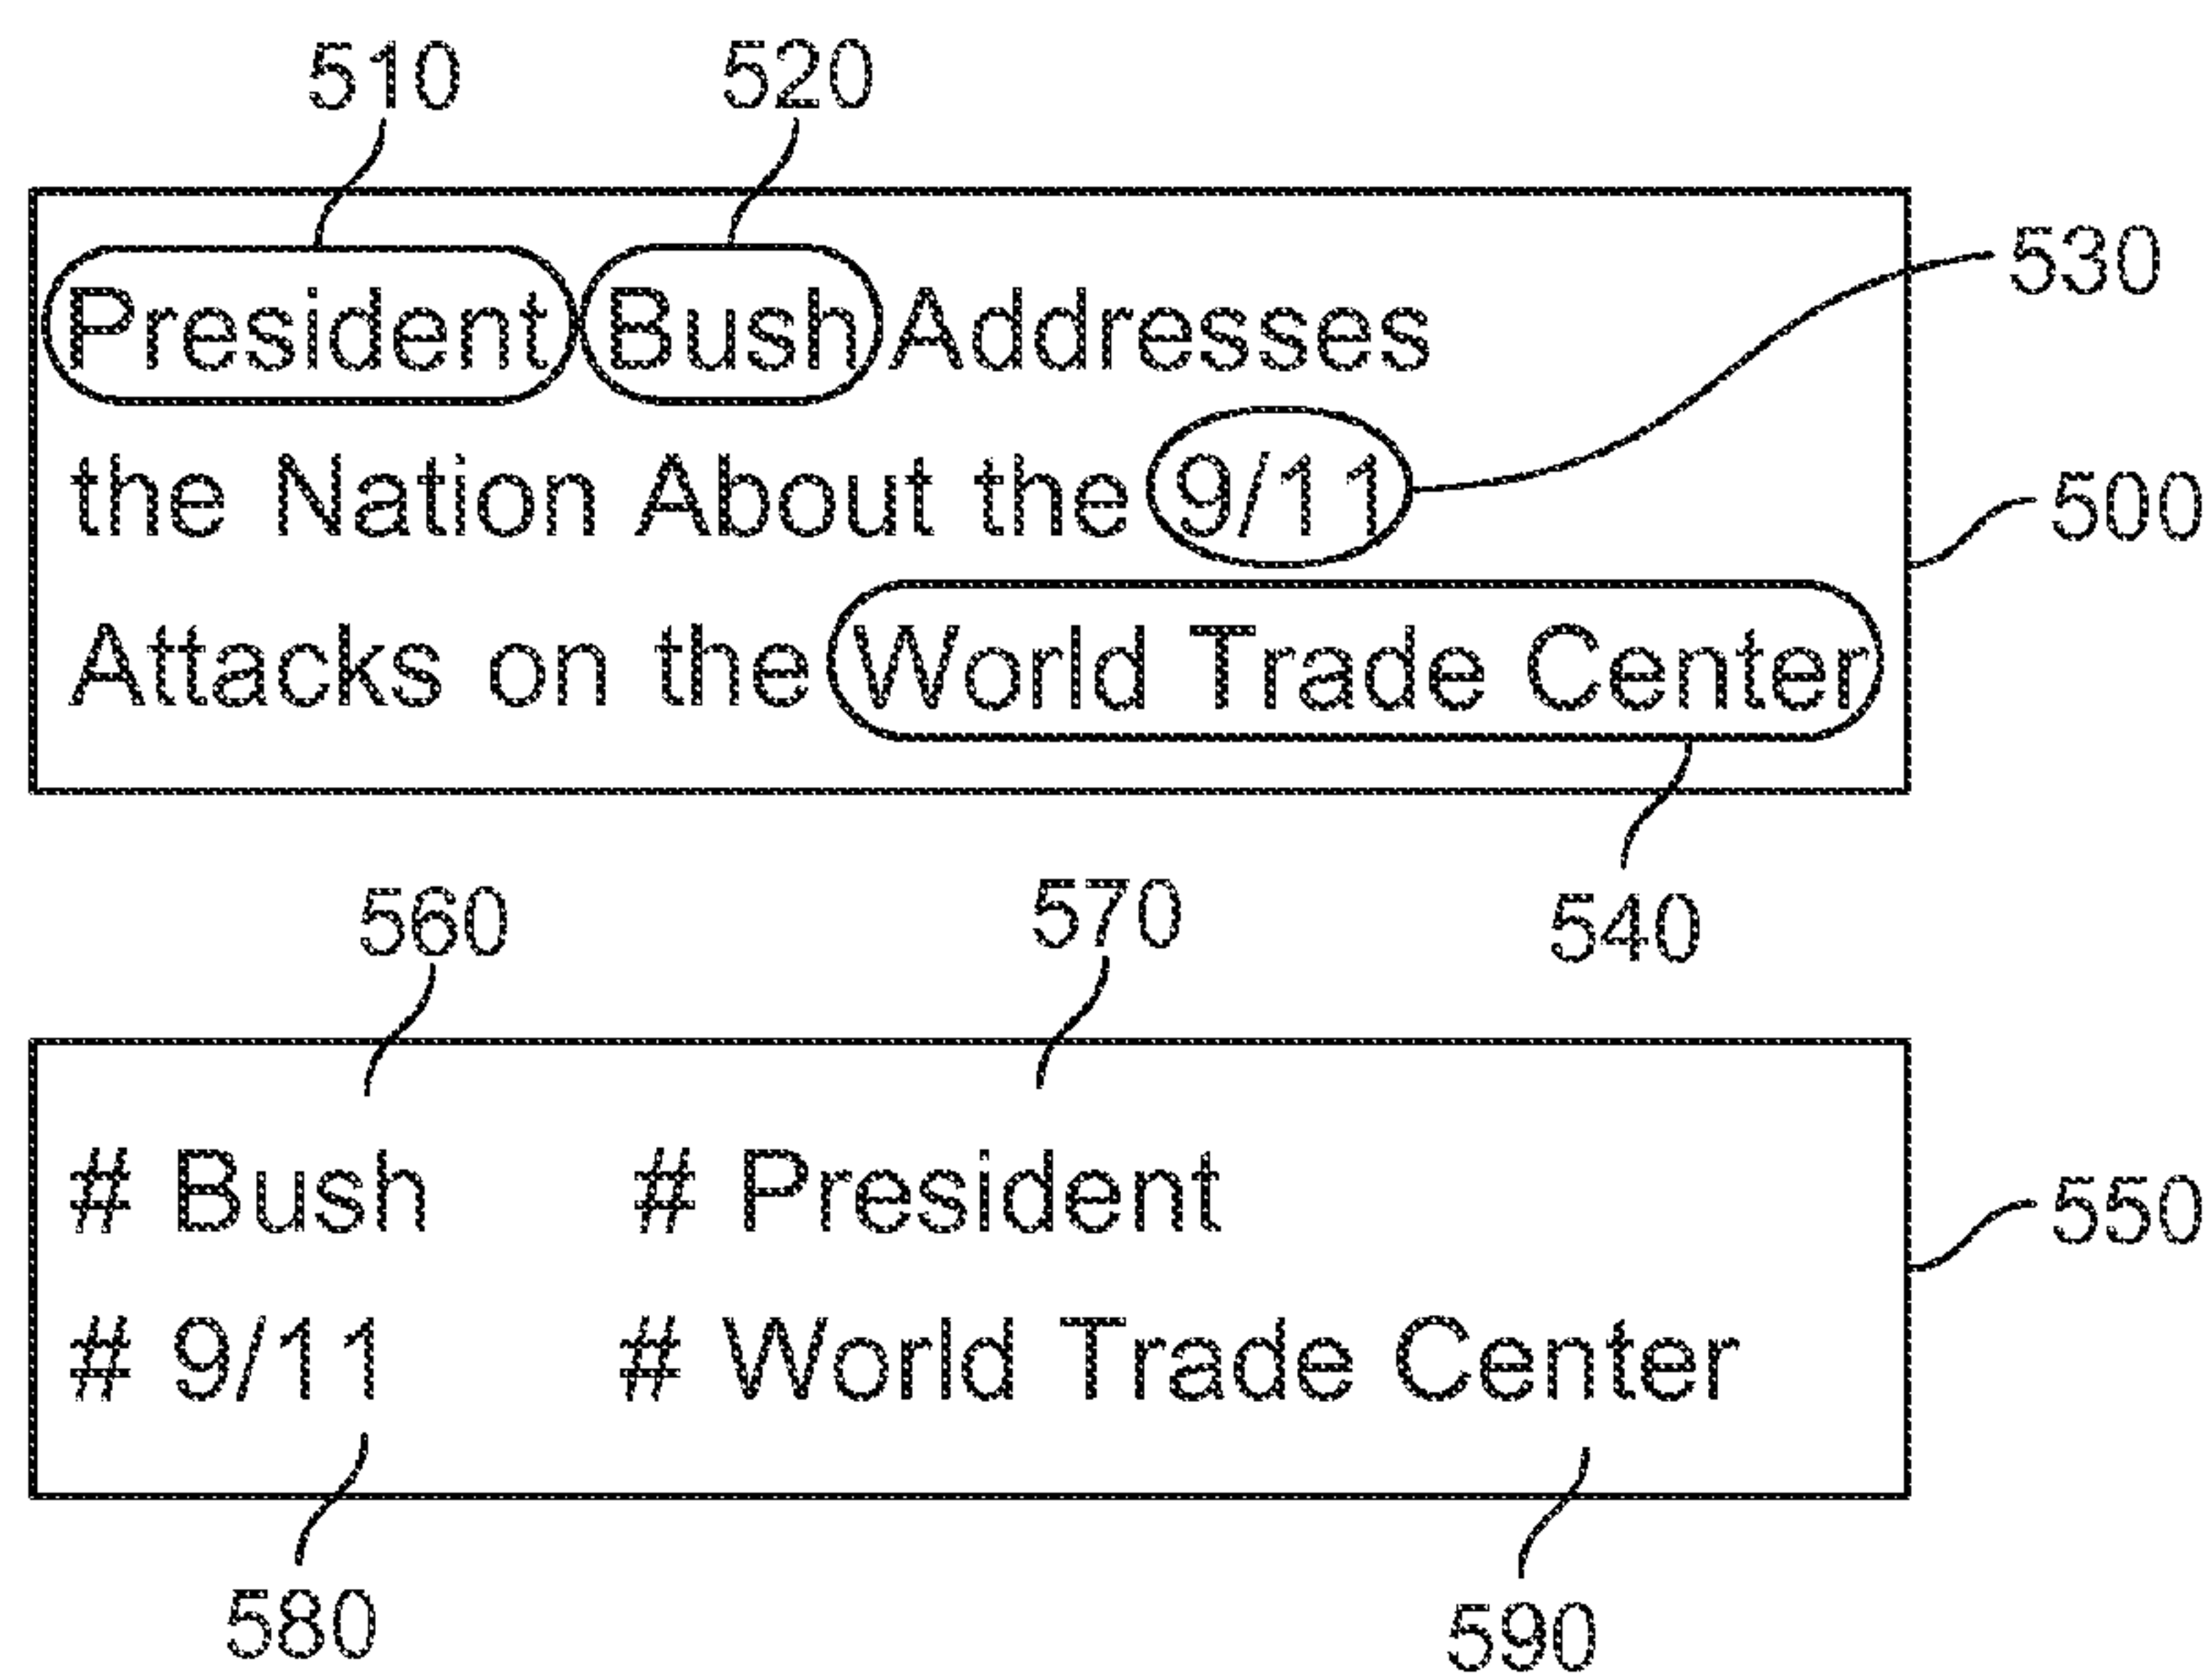 510 520
530
President Bush Addresses
the Nation About the 9/11
500
Attacks on the World Trade Center
560 570 540
# Bush # President
550
# 9/11 # World Trade Center
580 590